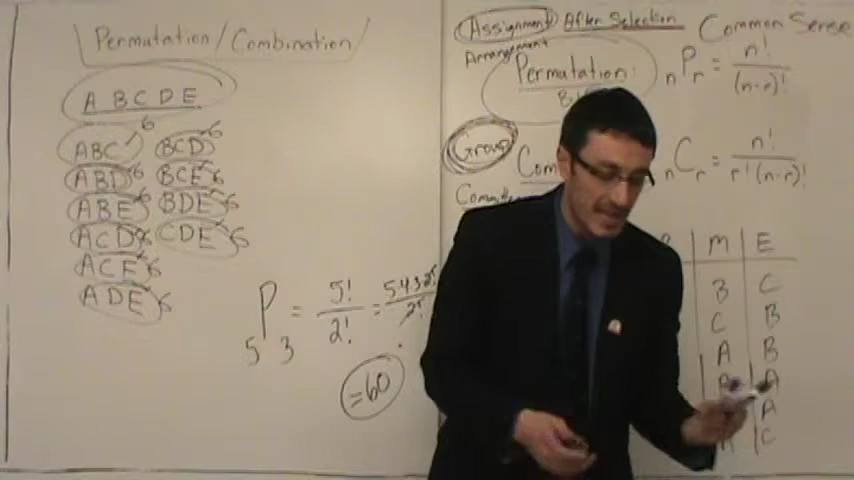 Permutation/Combination
A B C D E
ABC 6
BCD 6
ABD 6
BCE 6
ABE 6
BDE 6
ACD 6
CDE 6
ACE 6
ADE 6
5P3 = 5!/2! = 5·4·3·2!/2!
= 60
Assignment After Selection
Common Sense
Arrangement
Permutation:
nPr = n!/(n-r)!
Group
nCr = n!/r!(n-r)!
M E
B C
C B
A B
A
A
C